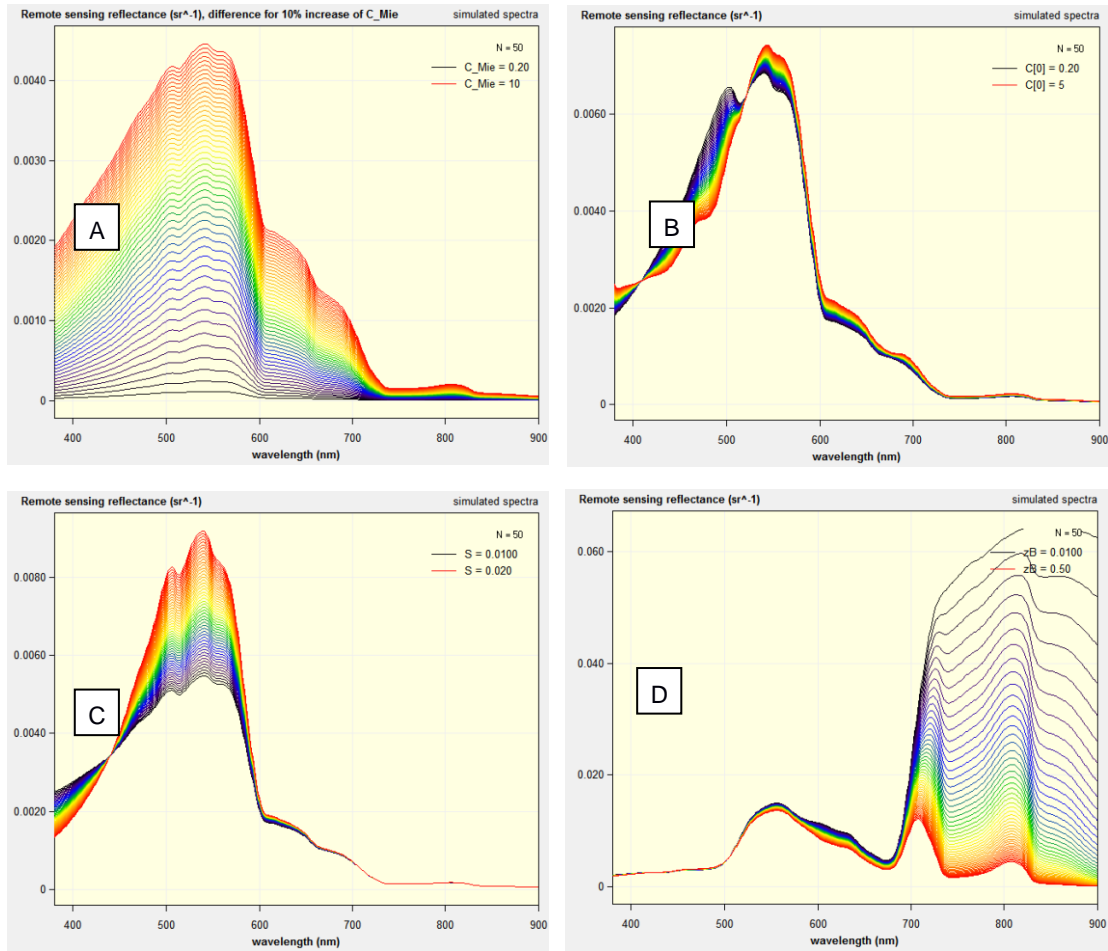 Remote sensing reflectance (sr^-1), difference for 10% increase of C_Mie simulated spectra
N = 50
C_Mie = 0.20
C_Mie = 10
0.0040
0.0030
0.0020
0.0010
0
A
400 500 600 700 800 900
wavelength (nm)
Remote sensing reflectance (sr^-1) simulated spectra
N = 50
C[0] = 0.20
C[0] = 5
0.0060
0.0040
0.0020
0
B
400 500 600 700 800 900
wavelength (nm)
Remote sensing reflectance (sr^-1) simulated spectra
N = 50
S = 0.0100
S = 0.020
0.0080
0.0060
0.0040
0.0020
0
C
400 500 600 700 800 900
wavelength (nm)
Remote sensing reflectance (sr^-1) simulated spectra
N = 50
zB = 0.0100
zB = 0.50
0.060
0.040
0.020
0
D
400 500 600 700 800 900
wavelength (nm)